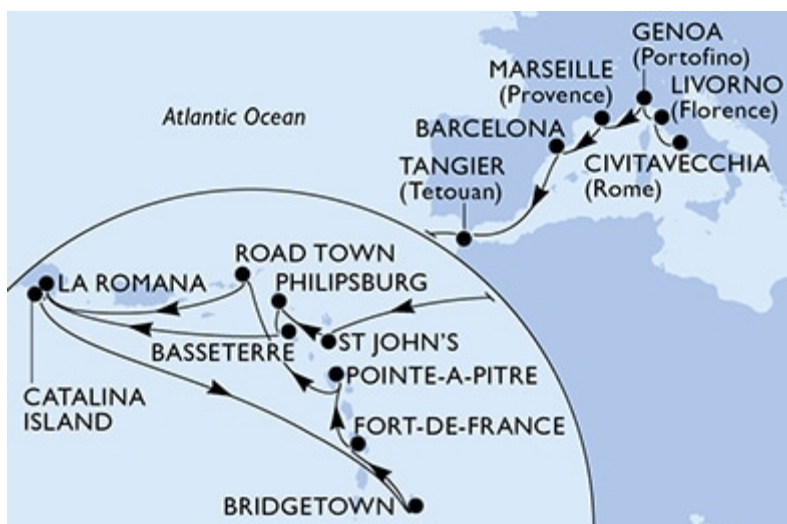 GENOA
(Portofino)
MARSEILLE
(Provence)
LIVORNO
(Florence)
Atlantic Ocean
BARCELONA
TANGIER
(Tetouan)
CIVITAVECCHIA
(Rome)
ROAD TOWN
LA ROMANA
PHILIPSBURG
BASSETERRE
ST JOHN'S
POINTE-A-PITRE
CATALINA
ISLAND
FORT-DE-FRANCE
BRIDGETOWN